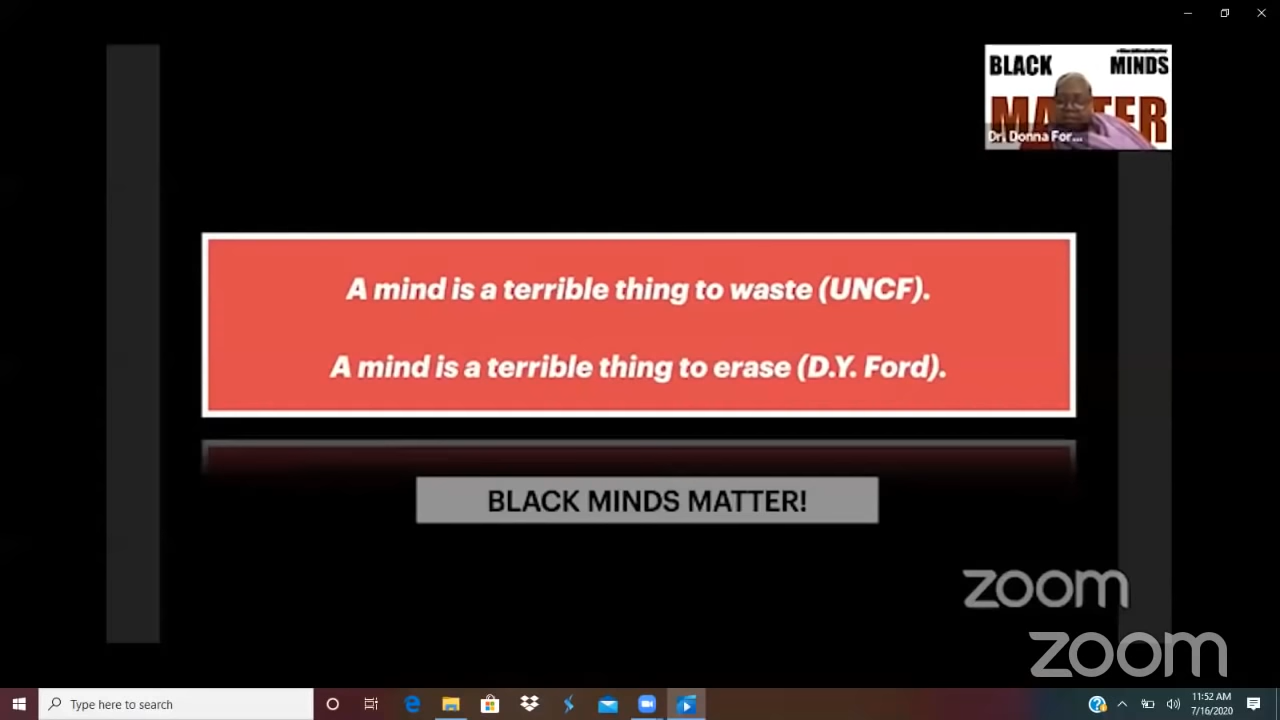 BLACK MINDS
Dr. Donna For...
A mind is a terrible thing to waste (UNCF).
A mind is a terrible thing to erase (D.Y. Ford).
BLACK MINDS MATTER!
zoom
zoom
Type here to search
11:52 AM
7/16/2020